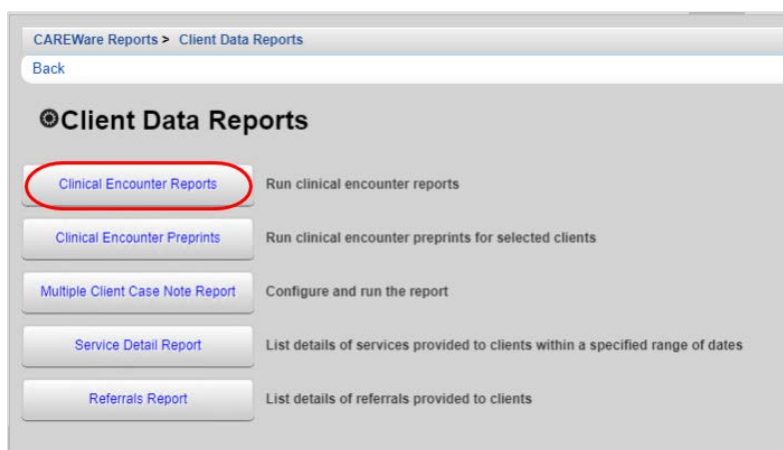 CAREWare Reports > Client Data Reports
Back
Client Data Reports
Clinical Encounter Reports Run clinical encounter reports
Clinical Encounter Preprints Run clinical encounter preprints for selected clients
Multiple Client Case Note Report Configure and run the report
Service Detail Report List details of services provided to clients within a specified range of dates
Referrals Report List details of referrals provided to clients